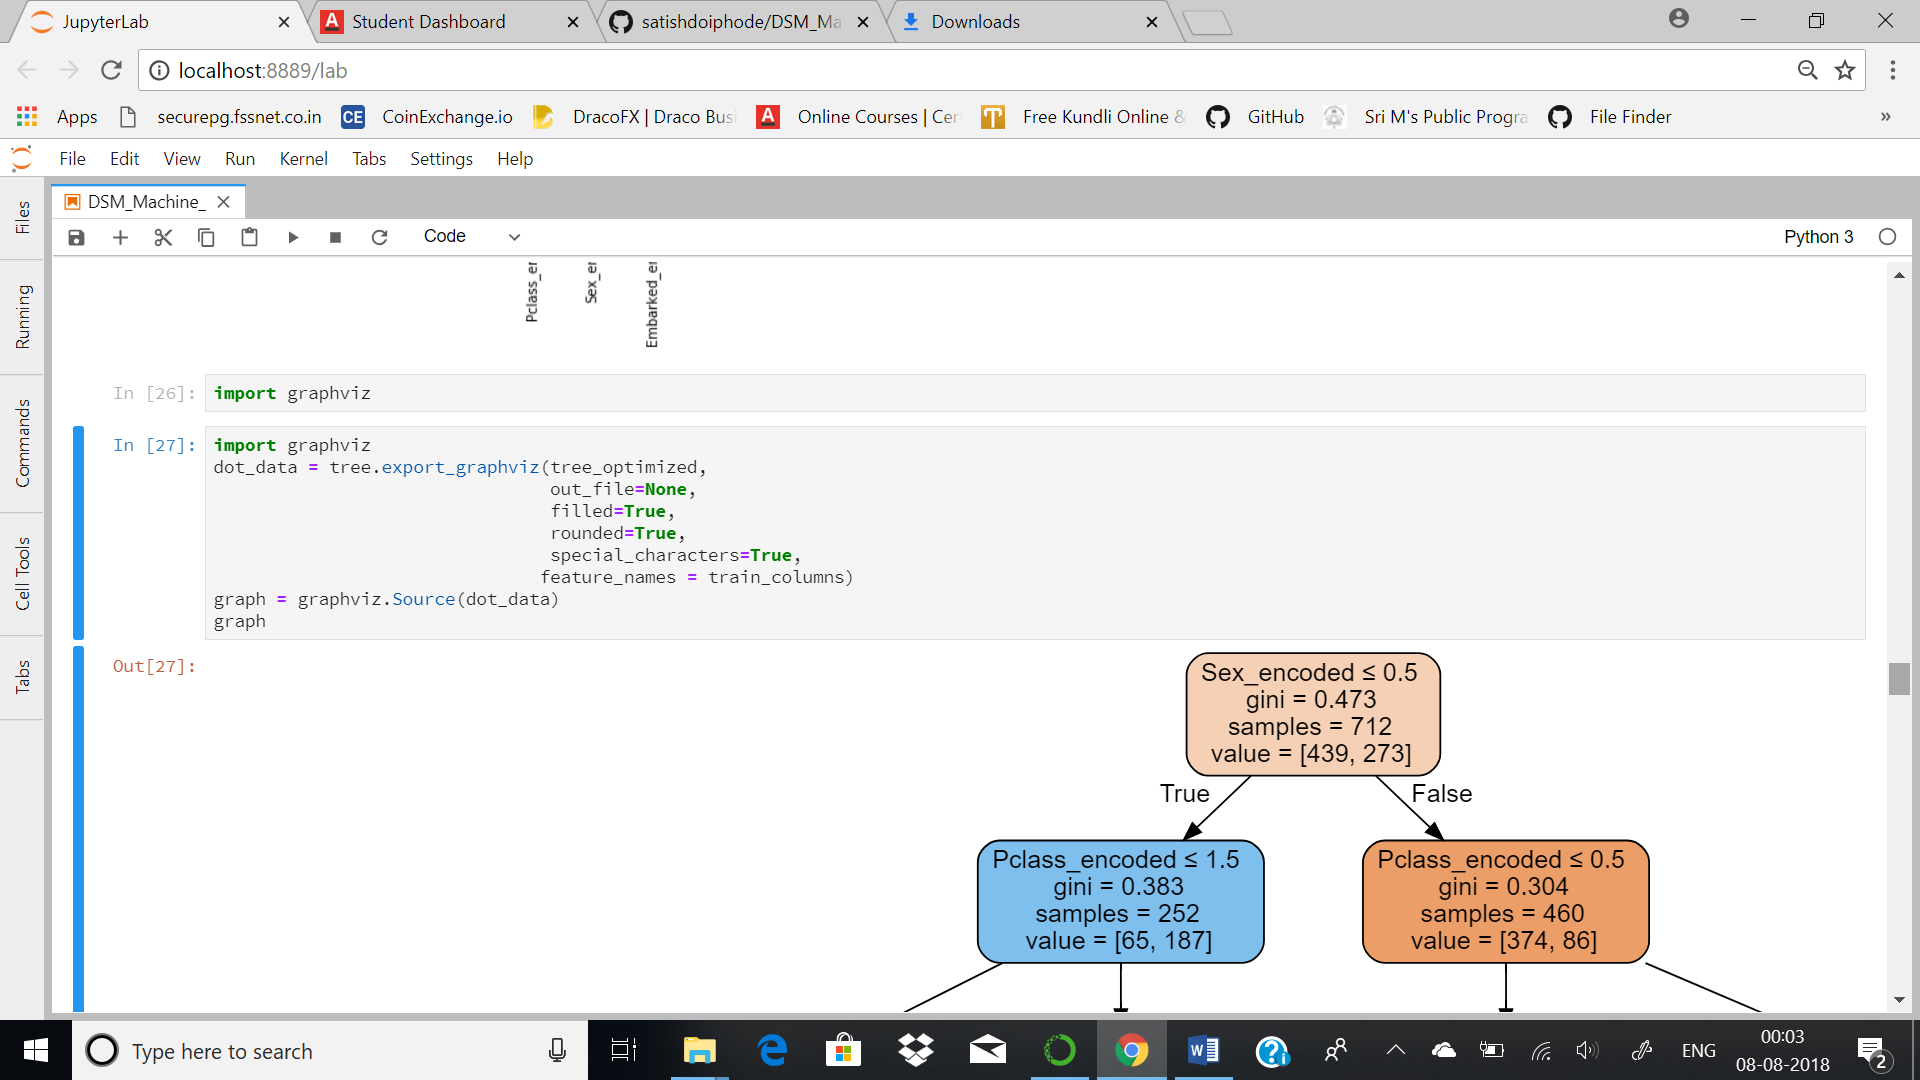 JupyterLab
Student Dashboard
satishdoiphode/DSM_Ma
Downloads
localhost:8889/lab
Apps
securepg.fssnet.co.in
CE
CoinExchange.io
DracoFX | Draco Busi
A
Online Courses | Cert
T
Free Kundli Online &
GitHub
Sri M's Public Progra
File Finder
»
File
Edit
View
Run
Kernel
Tabs
Settings
Help
Files
Running
Commands
Cell Tools
Tabs
DSM_Machine_
Code
Python 3
Pclass_er
Sex_er
Embarked_er
In [26]:
import graphviz
In [27]:
import graphviz
dot_data = tree.export_graphviz(tree_optimized,
out_file=None,
filled=True,
rounded=True,
special_characters=True,
feature_names = train_columns)
graph = graphviz.Source(dot_data)
graph
Out[27]:
Sex_encoded ≤ 0.5
gini = 0.473
samples = 712
value = [439, 273]
True
False
Pclass_encoded ≤ 1.5
gini = 0.383
samples = 252
value = [65, 187]
Pclass_encoded ≤ 0.5
gini = 0.304
samples = 460
value = [374, 86]
Type here to search
ENG
00:03
08-08-2018
2